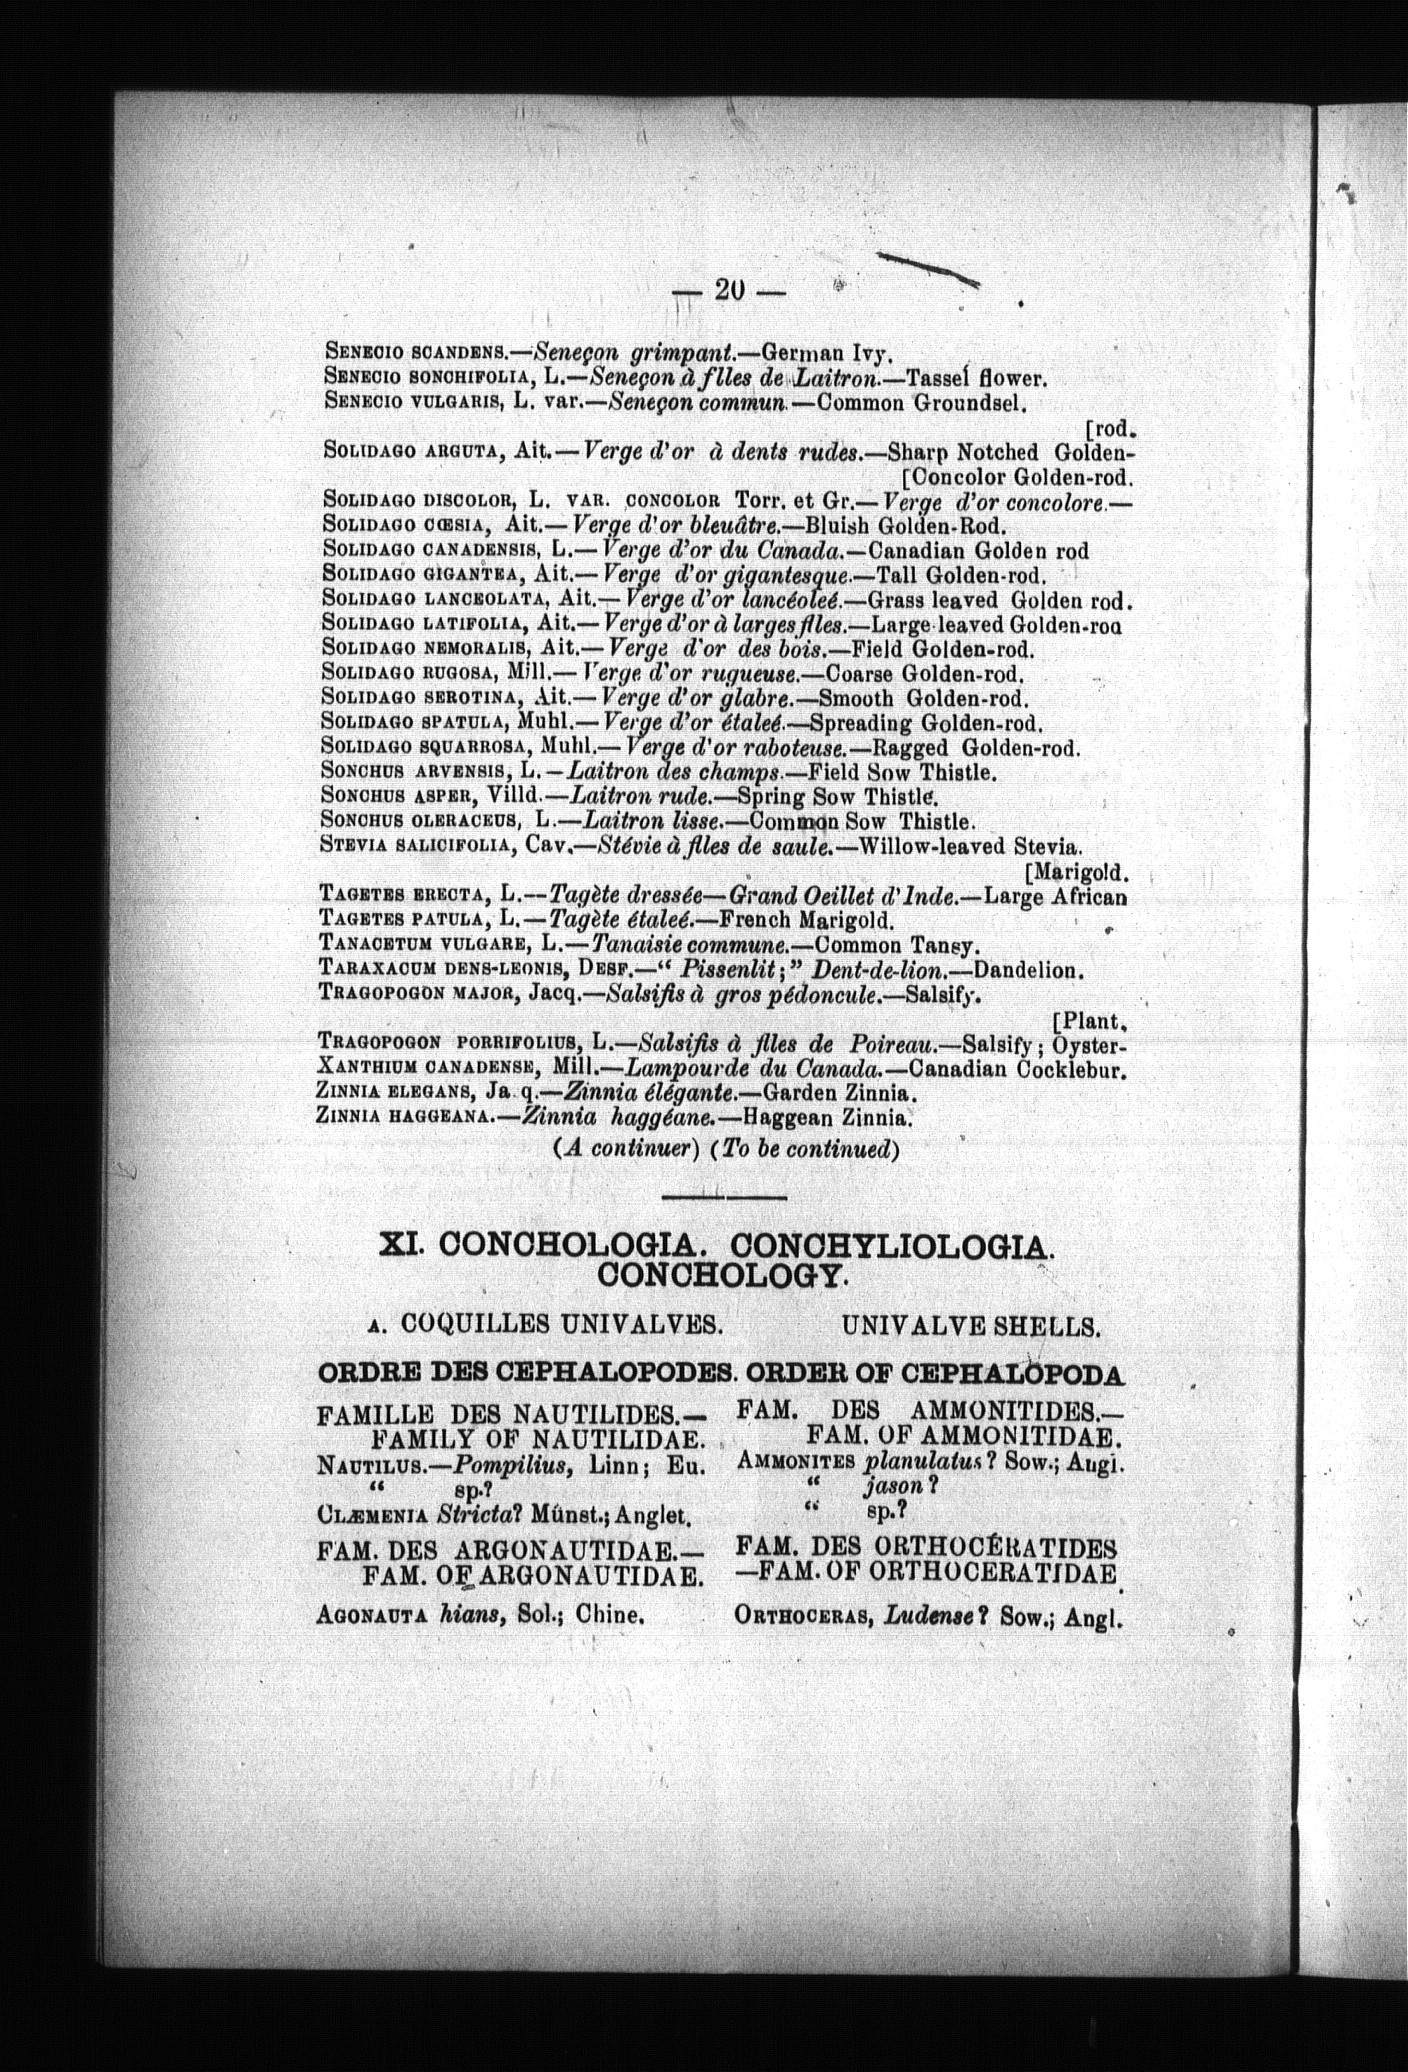 — 20 —
SENECIO SCANDENS.—Seneçon grimpant.—German Ivy.
SENECIO SONCHIFOLIA, L.—Seneçon à flles de Laitron.—Tassel flower.
SENECIO VULGARIS, L. var.—Seneçon commun.—Common Groundsel.
[rod.
SOLIDAGO ARGUTA, Ait.—Verge d'or à dents rudes.—Sharp Notched Golden-
[Concolor Golden-rod.
SOLIDAGO DISCOLOR, L. VAR. CONCOLOR Torr. et Gr.—Verge d'or concolore.—
SOLIDAGO CŒSIA, Ait.—Verge d'or bleuâtre.—Bluish Golden-Rod.
SOLIDAGO CANADENSIS, L.—Verge d'or du Canada.—Canadian Golden rod
SOLIDAGO GIGANTEA, Ait.—Verge d'or gigantesque.—Tall Golden-rod.
SOLIDAGO LANCEOLATA, Ait.—Verge d'or lancéoleé.—Grass leaved Golden rod.
SOLIDAGO LATIFOLIA, Ait.—Verge d'or à larges flles.—Large-leaved Golden-rod
SOLIDAGO NEMORALIS, Ait.—Verge d'or des bois.—Field Golden-rod.
SOLIDAGO RUGOSA, Mill.—Verge d'or rugueuse.—Coarse Golden-rod.
SOLIDAGO SEROTINA, Ait.—Verge d'or glabre.—Smooth Golden-rod.
SOLIDAGO SPATULA, Muhl.—Verge d'or étaleé.—Spreading Golden-rod.
SOLIDAGO SQUARROSA, Muhl.—Verge d'or raboteuse.—Ragged Golden-rod.
SONCHUS ARVENSIS, L.—Laitron des champs.—Field Sow Thistle.
SONCHUS ASPER, Villd.—Laitron rude.—Spring Sow Thistle.
SONCHUS OLERACEUS, L.—Laitron lisse.—Common Sow Thistle.
STEVIA SALICIFOLIA, Cav.—Stévie à flles de saule.—Willow-leaved Stevia.
[Marigold.
TAGETES ERECTA, L.—Tagète dressée—Grand Oeillet d'Inde.—Large African
TAGETES PATULA, L.—Tagète étaleé.—French Marigold.
TANACETUM VULGARE, L.—Tanaisie commune.—Common Tansy.
TARAXACUM DENS-LEONIS, DESF.—“ Pissenlit ;” Dent-de-lion.—Dandelion.
TRAGOPOGON MAJOR, Jacq.—Salsifis à gros pédoncule.—Salsify.
[Plant.
TRAGOPOGON PORRIFOLIUS, L.—Salsifis à flles de Poireau.—Salsify ; Oyster-
XANTHIUM CANADENSE, Mill.—Lampourde du Canada.—Canadian Cocklebur.
ZINNIA ELEGANS, Ja q.—Zinnia élégante.—Garden Zinnia.
ZINNIA HAGGEANA.—Zinnia haggéane.—Haggean Zinnia.
(A continuer) (To be continued)
XI. CONCHOLOGIA. CONCHYLIOLOGIA.
CONCHOLOGY.
A. COQUILLES UNIVALVES. UNIVALVE SHELLS.
ORDRE DES CEPHALOPODES. ORDER OF CEPHALOPODA
FAMILLE DES NAUTILIDES.—
FAMILY OF NAUTILIDAE.
NAUTILUS.—Pompilius, Linn; Eu.
“ sp.?
CLÆMENIA Stricta? Münst.; Anglet.
FAM. DES ARGONAUTIDAE.—
FAM. OF ARGONAUTIDAE.
AGONAUTA hians, Sol.; Chine.
FAM. DES AMMONITIDES.—
FAM. OF AMMONITIDAE.
AMMONITES planulatus? Sow.; Angl.
“ jason?
“ sp.?
FAM. DES ORTHOCÉRATIDES
—FAM. OF ORTHOCERATIDAE.
ORTHOCERAS, Ludense? Sow.; Angl.